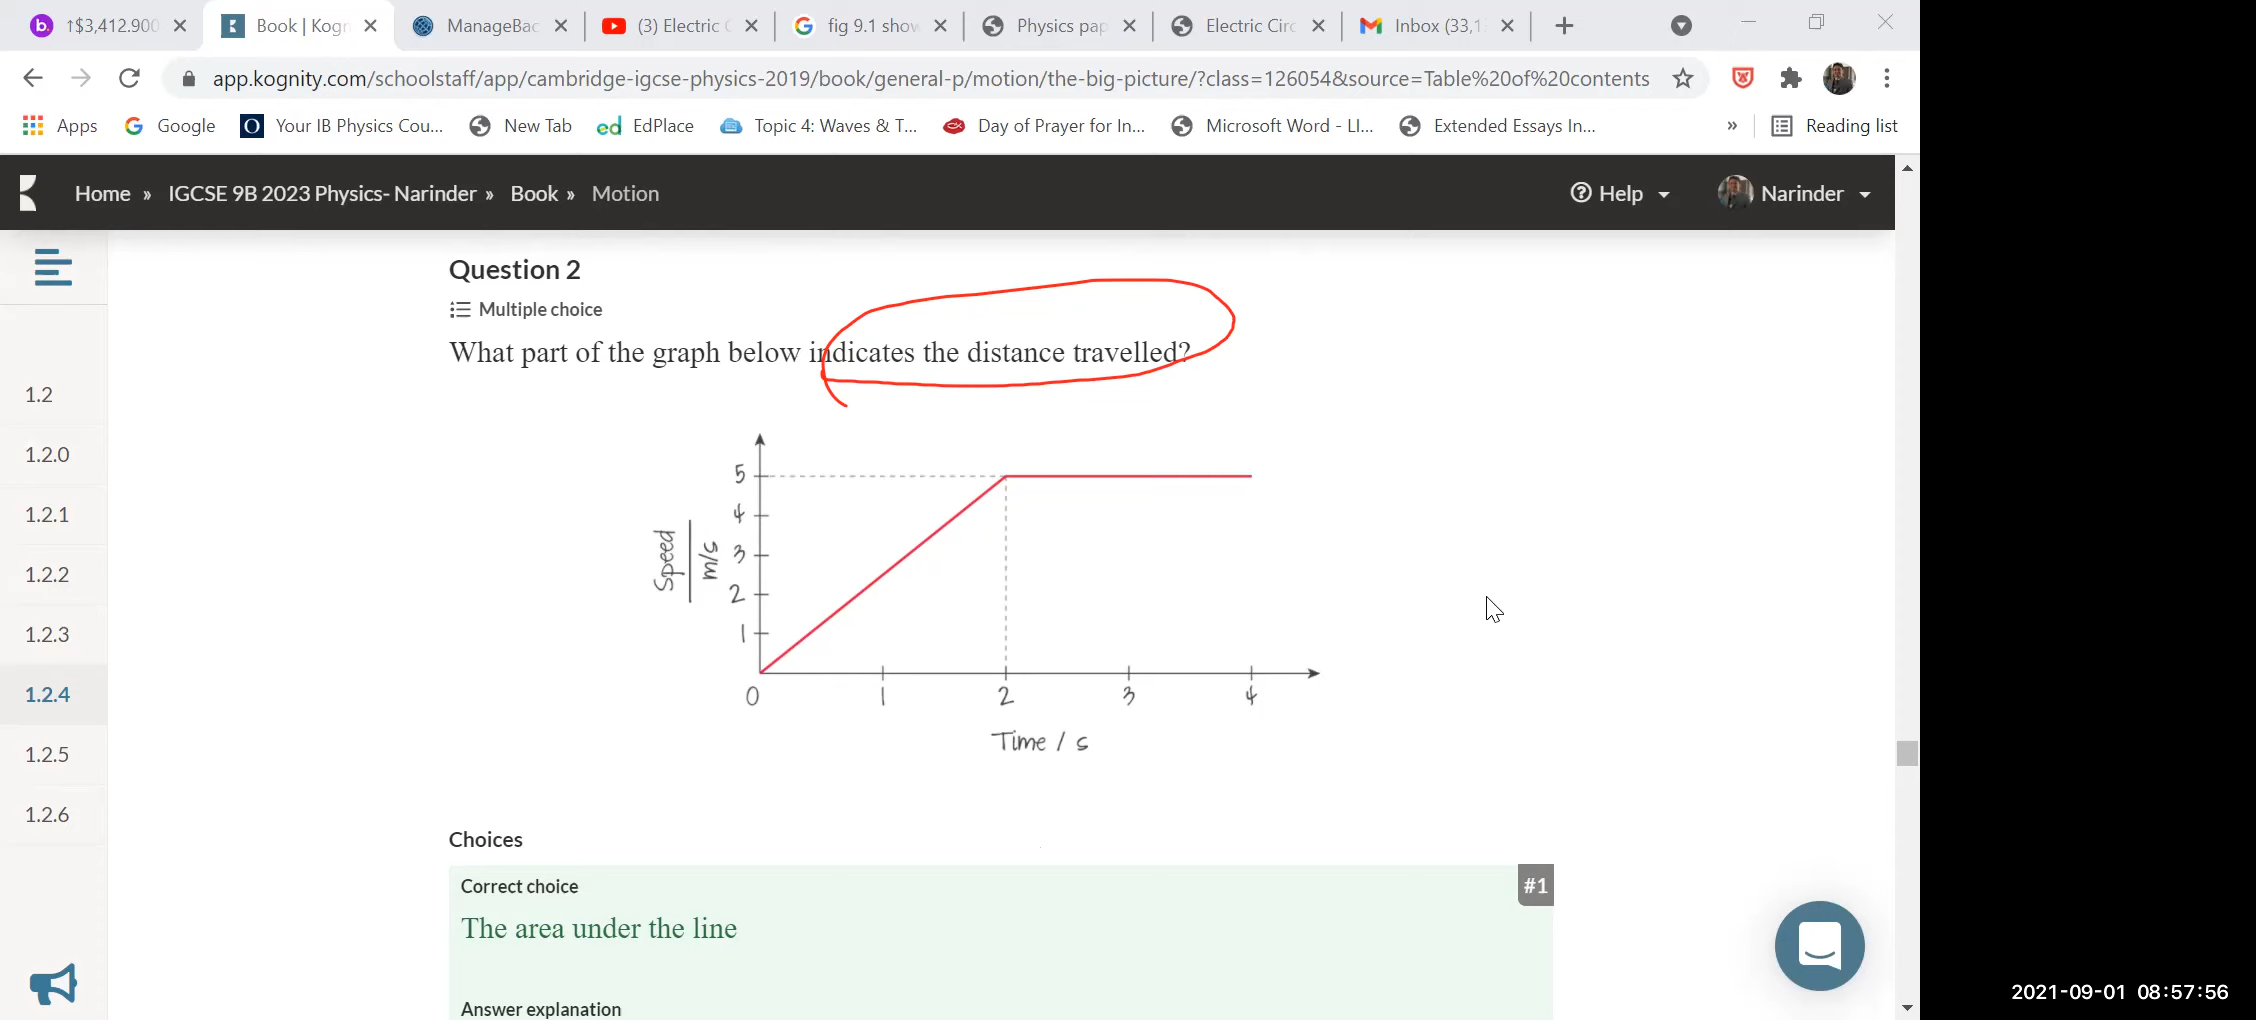 ↑$3,412.900
Book | Kogn
ManageBac
(3) Electric
fig 9.1 show
Physics pap
Electric Circ
Inbox (33,1
app.kognity.com/schoolstaff/app/cambridge-igcse-physics-2019/book/general-p/motion/the-big-picture/?class=126054&source=Table%20of%20contents
Apps
Google
Your IB Physics Cou...
New Tab
ed EdPlace
Topic 4: Waves & T...
Day of Prayer for In...
Microsoft Word - LI...
Extended Essays In...
»
Reading list
Home » IGCSE 9B 2023 Physics- Narinder » Book » Motion
Help
Narinder
Question 2
Multiple choice
What part of the graph below indicates the distance travelled?
1.2
1.2.0
1.2.1
1.2.2
1.2.3
1.2.4
1.2.5
1.2.6
5
4
3
2
1
Speed
m/s
0 1 2 3 4
Time / s
Choices
Correct choice
#1
The area under the line
Answer explanation
2021-09-01 08:57:56